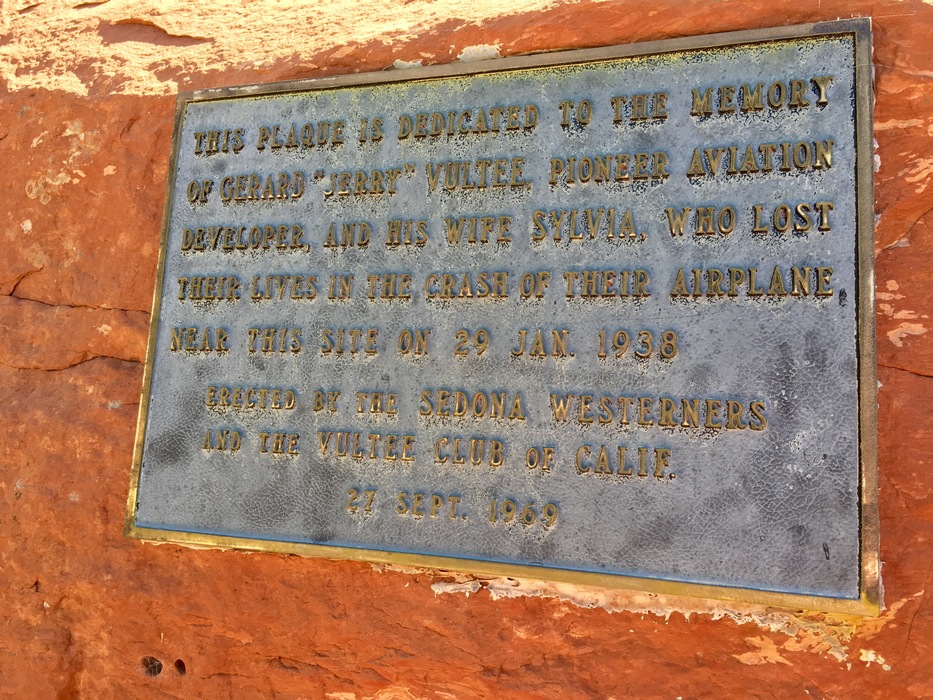 THIS PLAQUE IS DEDICATED TO THE MEMORY
OF GERARD "JERRY" VULTEE, PIONEER AVIATION
DEVELOPER, AND HIS WIFE SYLVIA, WHO LOST
THEIR LIVES IN THE CRASH OF THEIR AIRPLANE
NEAR THIS SITE ON 29 JAN. 1938
ERECTED BY THE SEDONA WESTERNERS
AND THE VULTEE CLUB OF CALIF.
27 SEPT. 1969